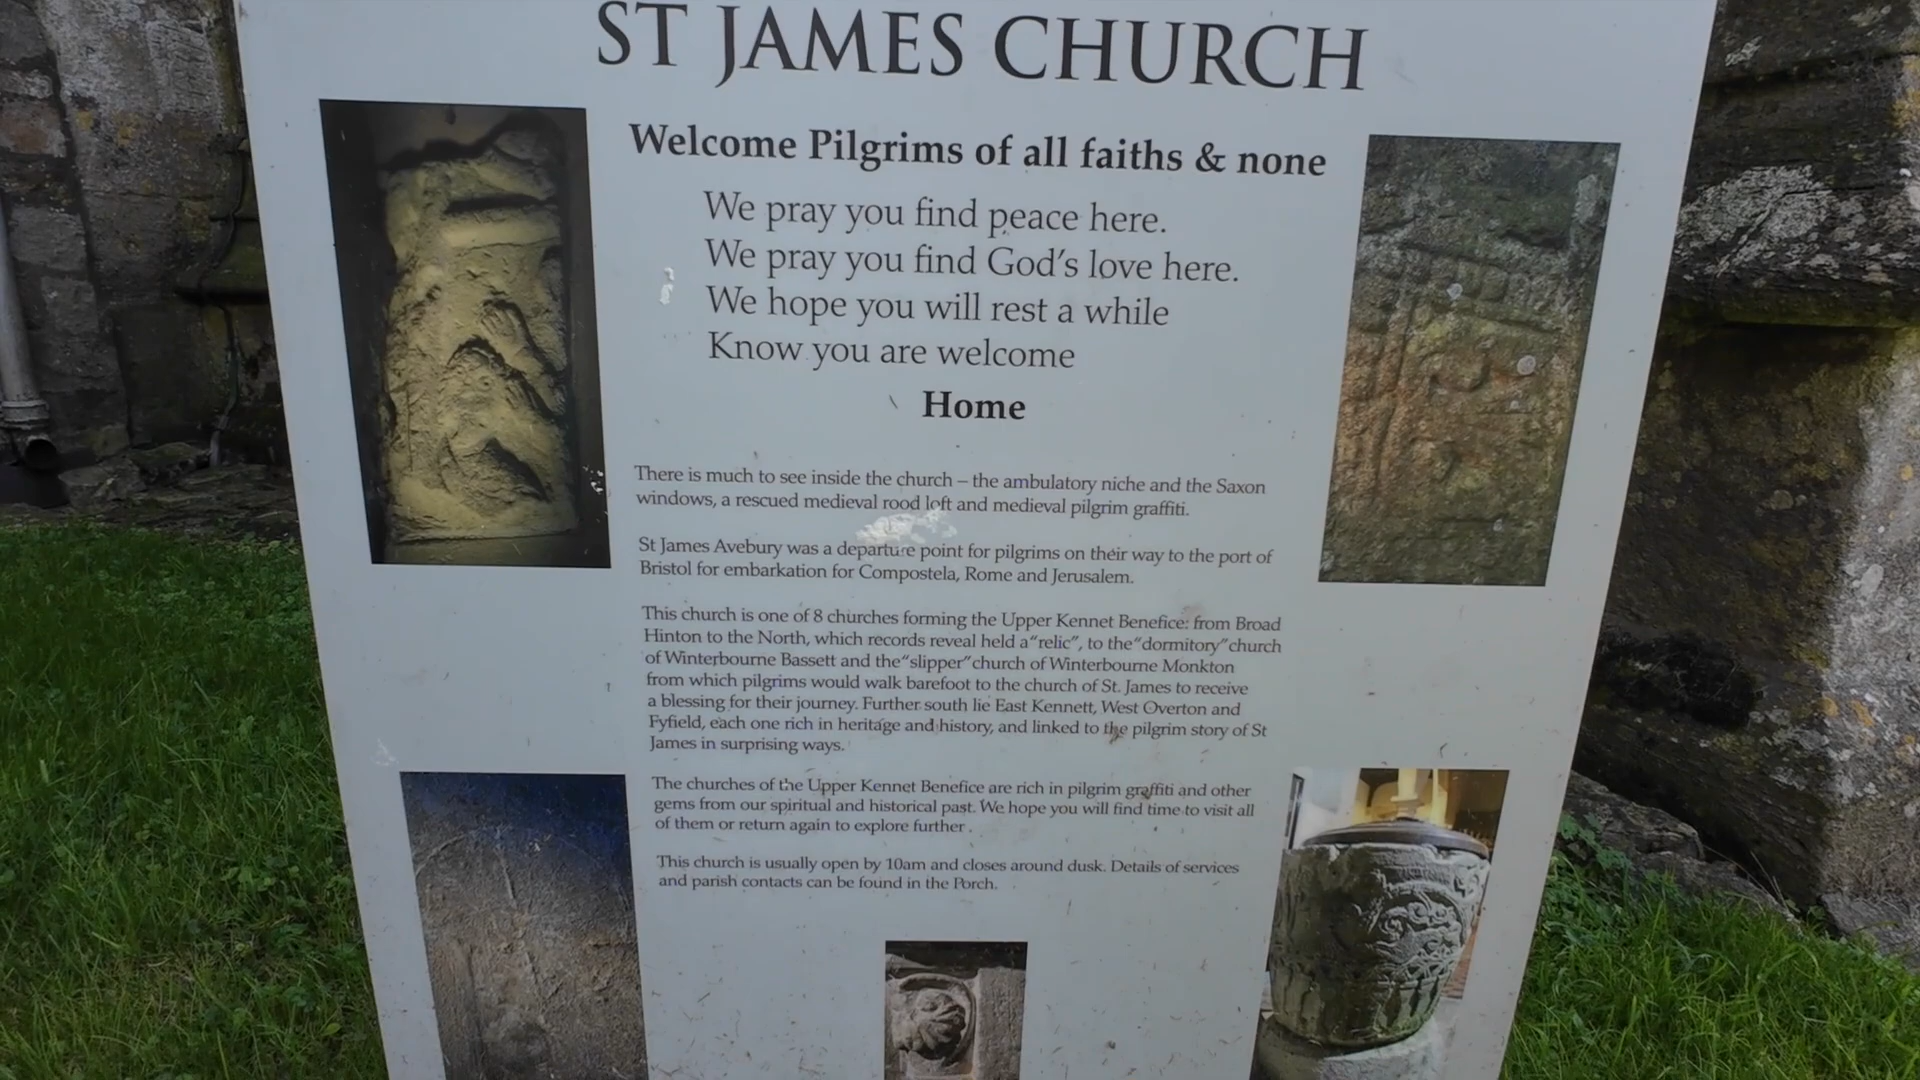 ST JAMES CHURCH
Welcome Pilgrims of all faiths & none
We pray you find peace here.
We pray you find God's love here.
We hope you will rest a while
Know you are welcome
Home
There is much to see inside the church – the ambulatory niche and the Saxon
windows, a rescued medieval rood loft and medieval pilgrim graffiti.
St James Avebury was a departure point for pilgrims on their way to the port of
Bristol for embarkation for Compostela, Rome and Jerusalem.
This church is one of 8 churches forming the Upper Kennet Benefice: from Broad
Hinton to the North, which records reveal held a "relic", to the "dormitory" church
of Winterbourne Bassett and the "slipper" church of Winterbourne Monkton
from which pilgrims would walk barefoot to the church of St. James to receive
a blessing for their journey. Further south lie East Kennett, West Overton and
Fyfield, each one rich in heritage and history, and linked to the pilgrim story of St
James in surprising ways.
The churches of the Upper Kennet Benefice are rich in pilgrim graffiti and other
gems from our spiritual and historical past. We hope you will find time to visit all
of them or return again to explore further .
This church is usually open by 10am and closes around dusk. Details of services
and parish contacts can be found in the Porch.